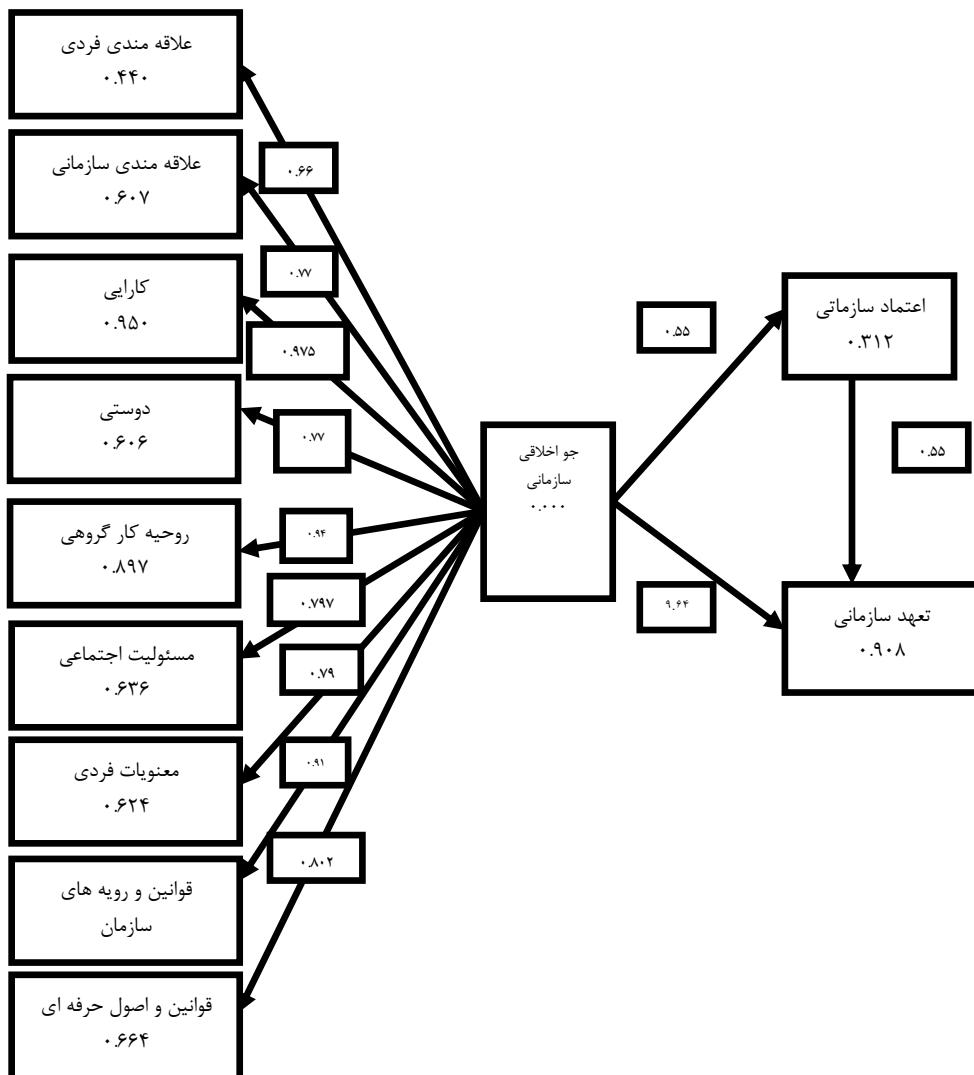 علاقه مندی فردی
۰.۴۴۰
علاقه مندی سازمانی
۰.۶۰۷
کارایی
۰.۹۵۰
دوستی
۰.۶۰۶
روحیه کار گروهی
۰.۸۹۷
مسئولیت اجتماعی
۰.۶۳۶
معنویات فردی
۰.۶۲۴
قوانین و رویه های
سازمان
قوانین و اصول حرفه ای
۰.۶۶۴
۰.۶۶
۰.۷۷
۰.۹۷۵
۰.۷۷
۰.۹۴
۰.۷۹۷
۰.۷۹
۰.۹۱
۰.۸۰۲
جو اخلاقی
سازمانی
۰.۰۰۰
۰.۵۵
۹.۶۴
اعتماد سازماتی
۰.۳۱۲
۰.۵۵
تعهد سازمانی
۰.۹۰۸